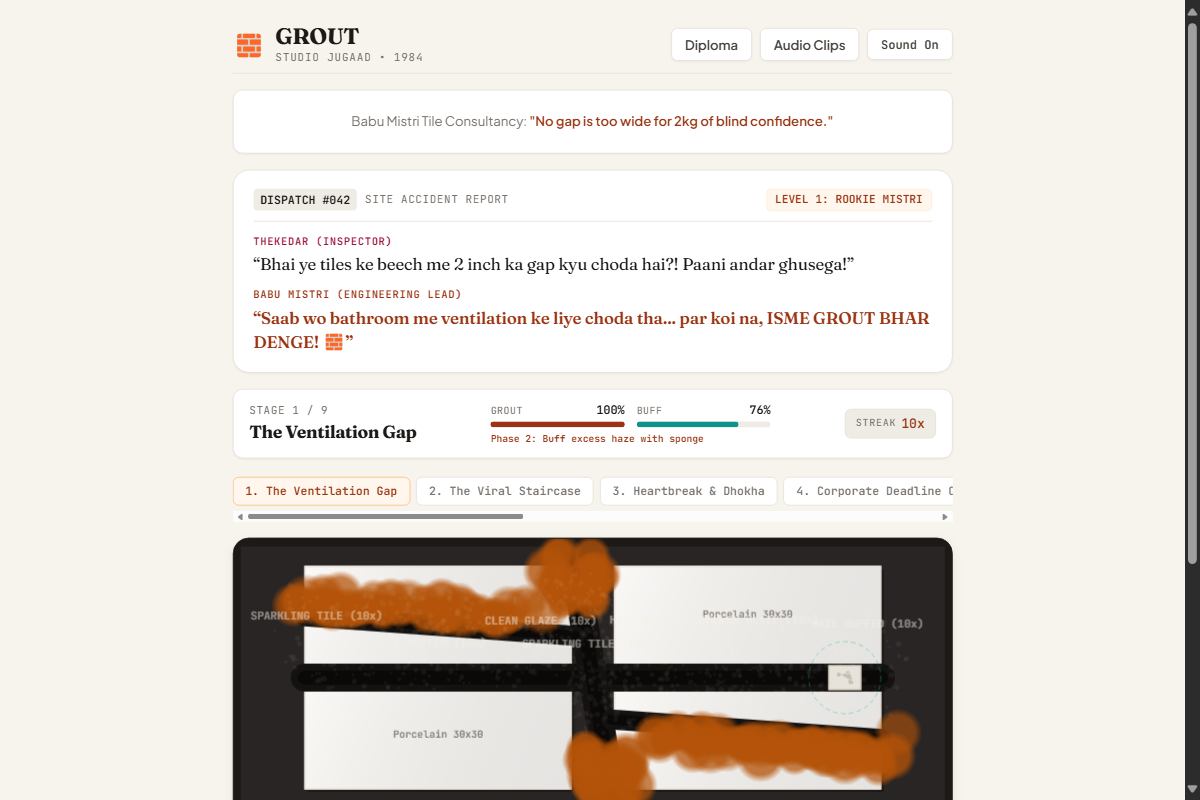 GROUT
STUDIO JUGAAD • 1984
Diploma
Audio Clips
Sound On
Babu Mistri Tile Consultancy: "No gap is too wide for 2kg of blind confidence."
DISPATCH #042 SITE ACCIDENT REPORT
LEVEL 1: ROOKIE MISTRI
THEKEDAR (INSPECTOR)
“Bhai ye tiles ke beech me 2 inch ka gap kyu choda hai?! Paani andar ghusega!”
BABU MISTRI (ENGINEERING LEAD)
“Saab wo bathroom me ventilation ke liye choda tha... par koi na, ISME GROUT BHAR
DENGE! 🧱”
STAGE 1 / 9
The Ventilation Gap
GROUT 100%
BUFF 76%
Phase 2: Buff excess haze with sponge
STREAK 10x
1. The Ventilation Gap
2. The Viral Staircase
3. Heartbreak & Dhokha
4. Corporate Deadline
SPARKLING TILE (10x)
CLEAN GLAZE (10x)
Porcelain 30x30
(10x)
SPARKLING TILE
Porcelain 30x30